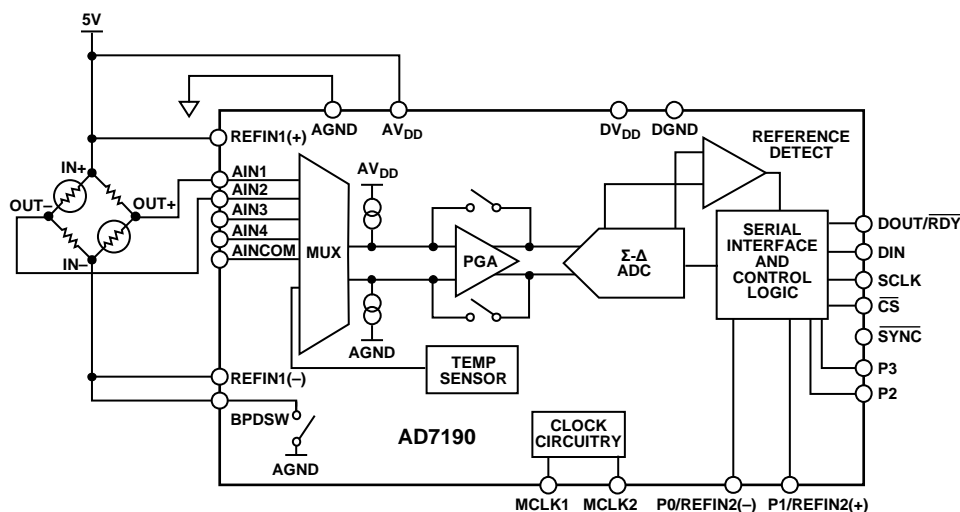 5V
AGND
AVDD
DVDD
DGND
REFIN1(+)
REFERENCE
DETECT
IN+
OUT–
OUT+
IN–
AIN1
AIN2
AIN3
AIN4
AINCOM
MUX
AVDD
AGND
PGA
Σ-Δ
ADC
SERIAL
INTERFACE
AND
CONTROL
LOGIC
DOUT/RDY
DIN
SCLK
CS
SYNC
P3
P2
TEMP
SENSOR
REFIN1(–)
BPDSW
AGND
AD7190
CLOCK
CIRCUITRY
MCLK1
MCLK2
P0/REFIN2(–)
P1/REFIN2(+)